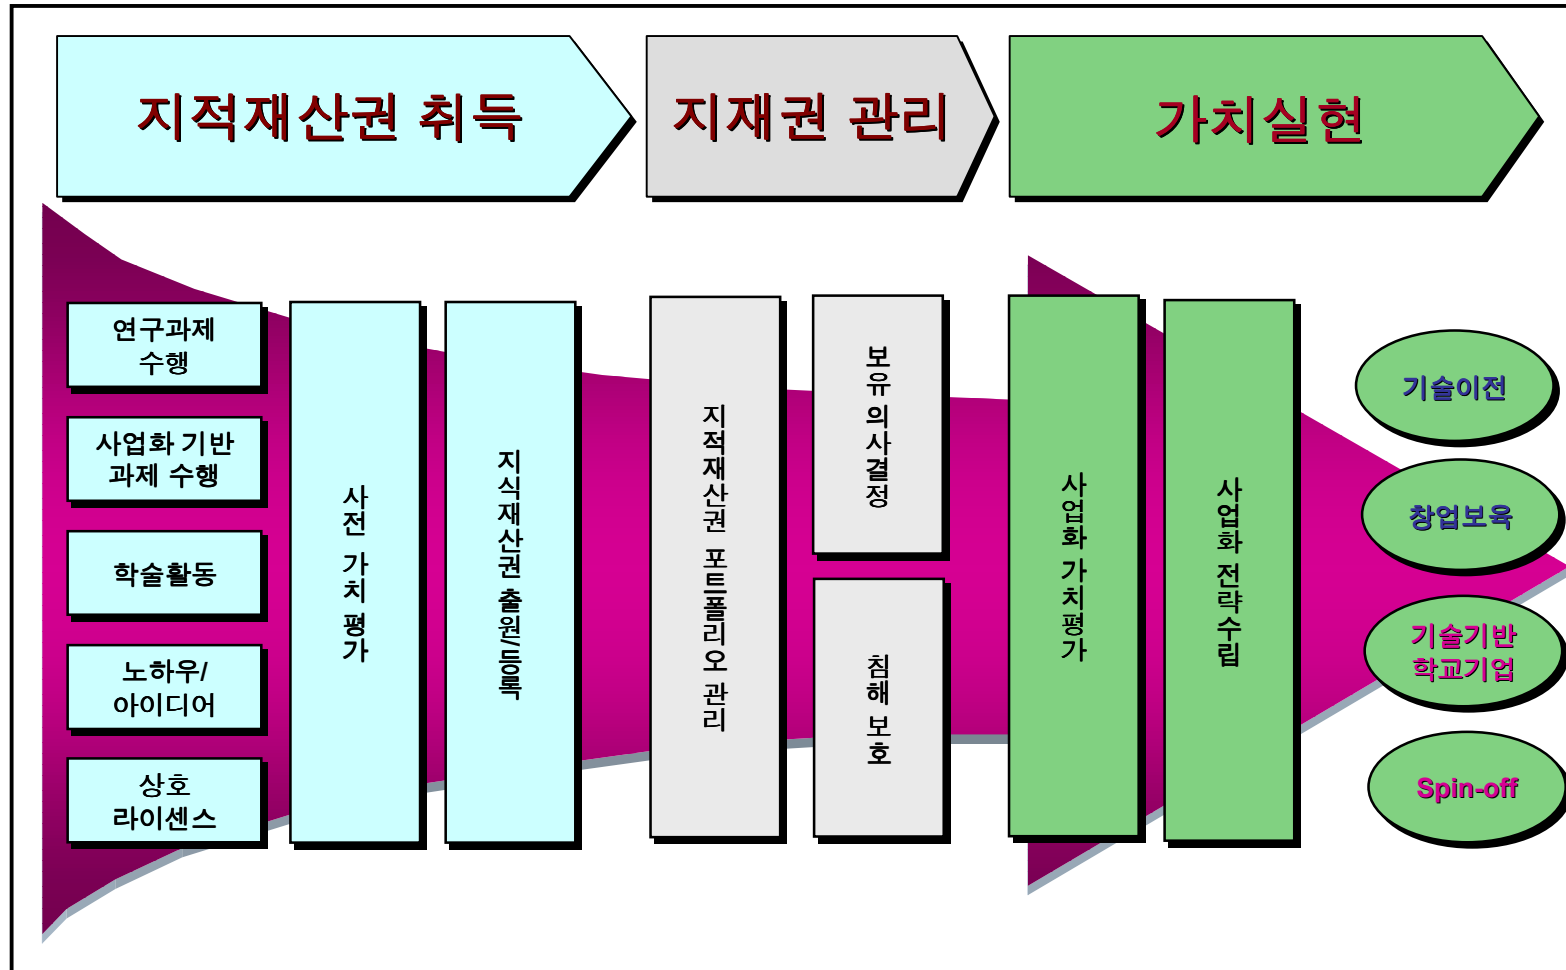 지적재산권 취득
지재권 관리
가치실현
연구과제
수행
사업화 기반
과제 수행
학술활동
노하우/
아이디어
상호
라이센스
사전 가치 평가
지식재산권 출원/등록
지적재산권 포트폴리오 관리
보유 의사결정
침해 보호
사업화 가치평가
사업화 전략수립
기술이전
창업보육
기술기반
학교기업
Spin-off